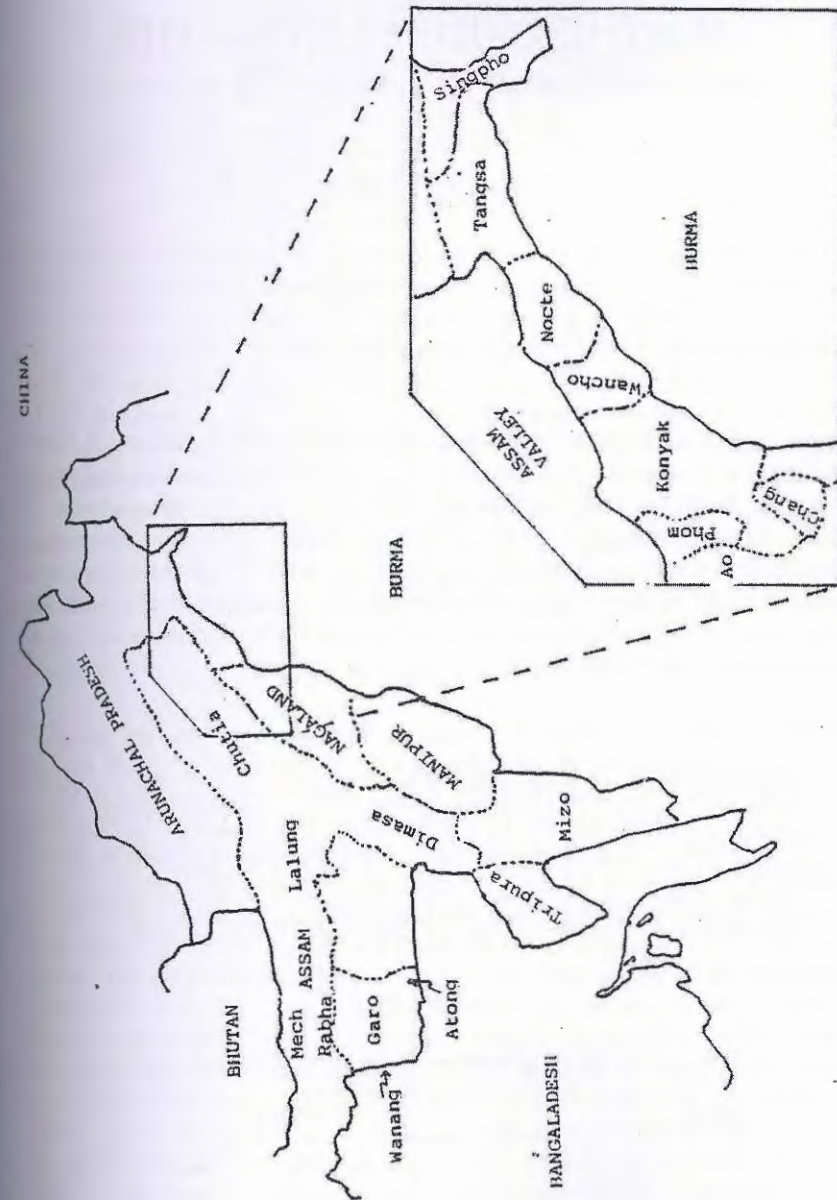 CHINA
ARUNACHAL PRADESH
BHUTAN
Chutia
NAGALAND
Lalung
ASSAM
Mech
Rabha
Garo
Wanang
Atong
Dimasa
MANIPUR
Mizo
Tripura
BANGALADESH
BURMA
Singpho
Tangsa
Nocte
Wancho
ASSAM
VALLEY
Konyak
Phom
Chang
Ao
BURMA